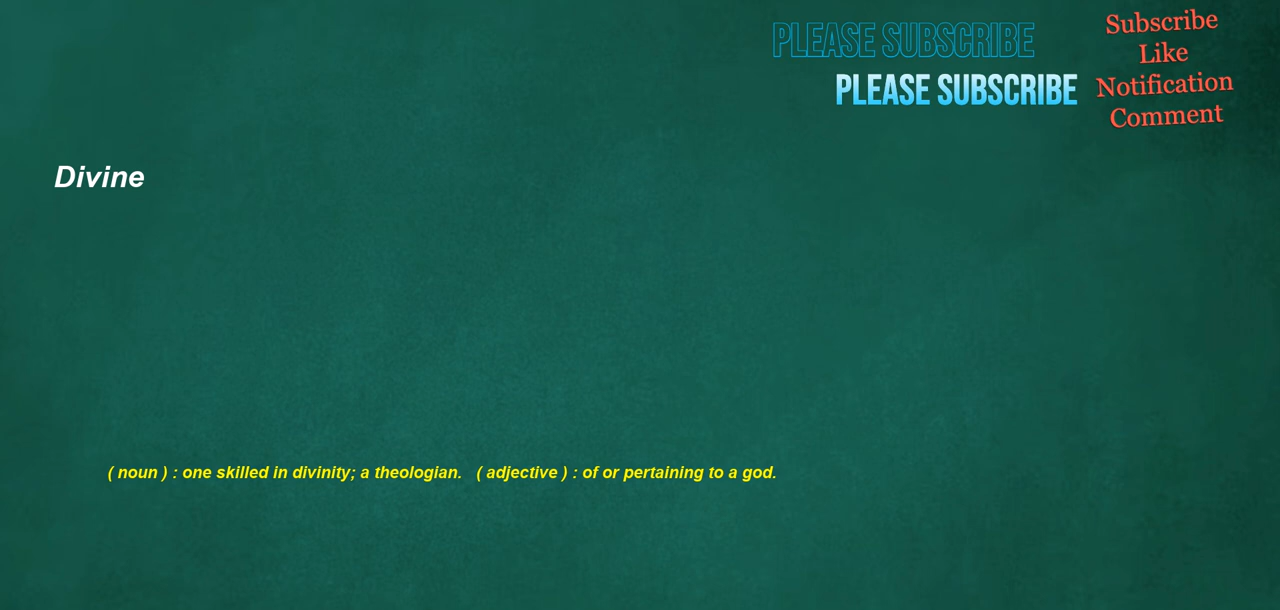 PLEASE SUBSCRIBE
PLEASE SUBSCRIBE
Subscribe
Like
Notification
Comment
Divine
( noun ) : one skilled in divinity; a theologian.   ( adjective ) : of or pertaining to a god.